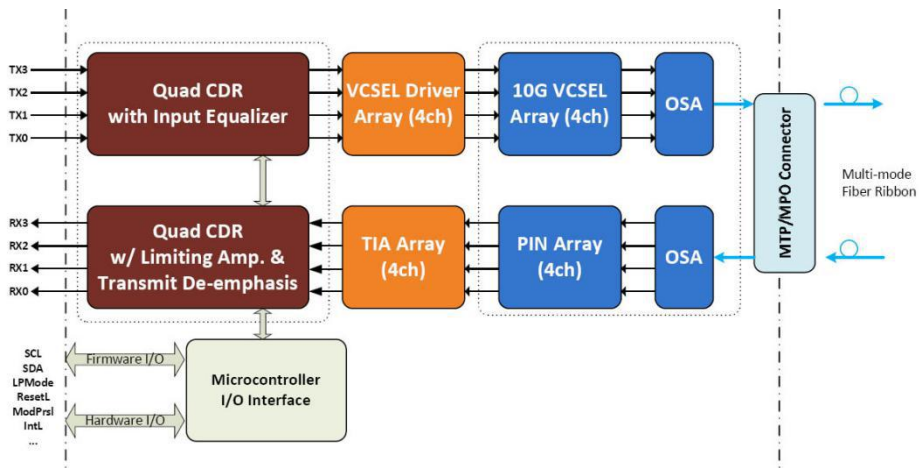 TX3
TX2
TX1
TX0
Quad CDR
with Input Equalizer
VCSEL Driver
Array (4ch)
10G VCSEL
Array (4ch)
OSA
MTP/MPO Connector
Multi-mode
Fiber Ribbon
RX3
RX2
RX1
RX0
Quad CDR
w/ Limiting Amp. &
Transmit De-emphasis
TIA Array
(4ch)
PIN Array
(4ch)
OSA
SCL
SDA
LPMode
ResetL
ModPrsl
IntL
...
Firmware I/O
Hardware I/O
Microcontroller
I/O Interface